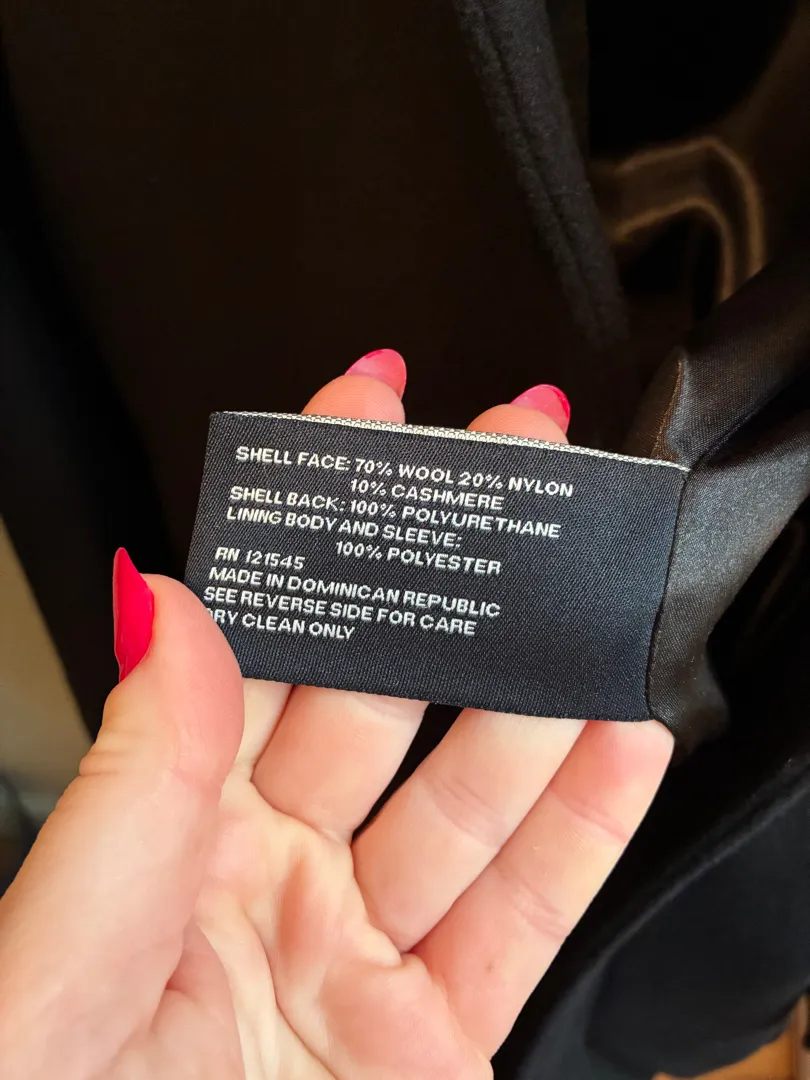 SHELL FACE: 70% WOOL 20% NYLON
10% CASHMERE
SHELL BACK: 100% POLYURETHANE
LINING BODY AND SLEEVE:
100% POLYESTER
RN 121545
MADE IN DOMINICAN REPUBLIC
SEE REVERSE SIDE FOR CARE
DRY CLEAN ONLY